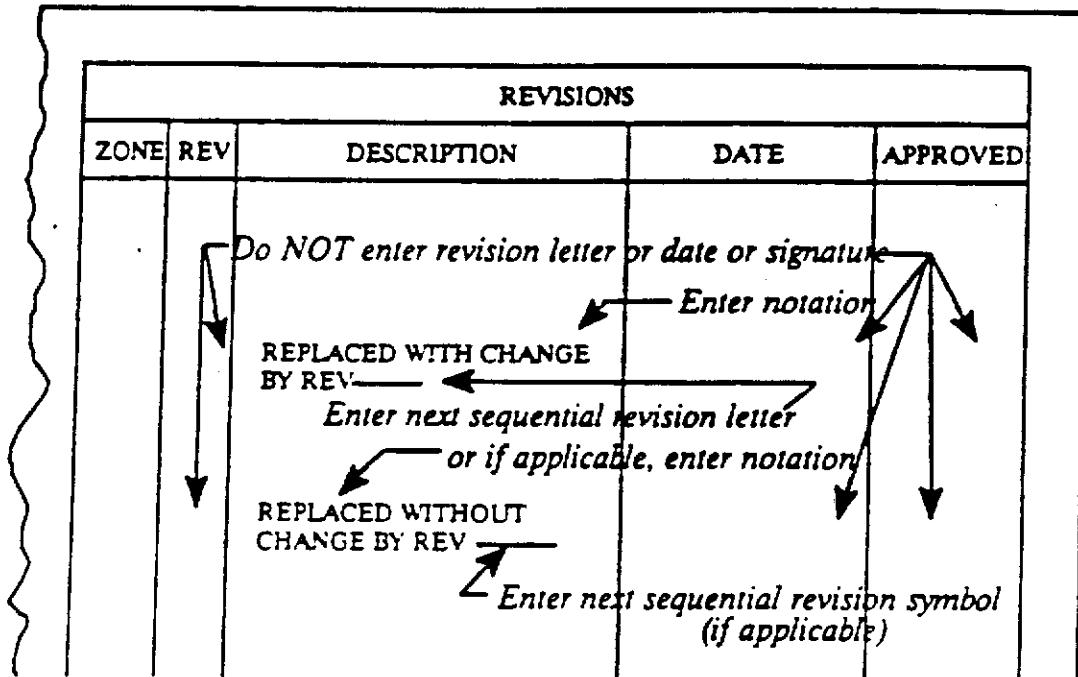 REVISIONS
ZONE REV DESCRIPTION DATE APPROVED
Do NOT enter revision letter or date or signature
Enter notation
REPLACED WITH CHANGE
BY REV
Enter next sequential revision letter
or if applicable, enter notation
REPLACED WITHOUT
CHANGE BY REV
Enter next sequential revision symbol
(if applicable)